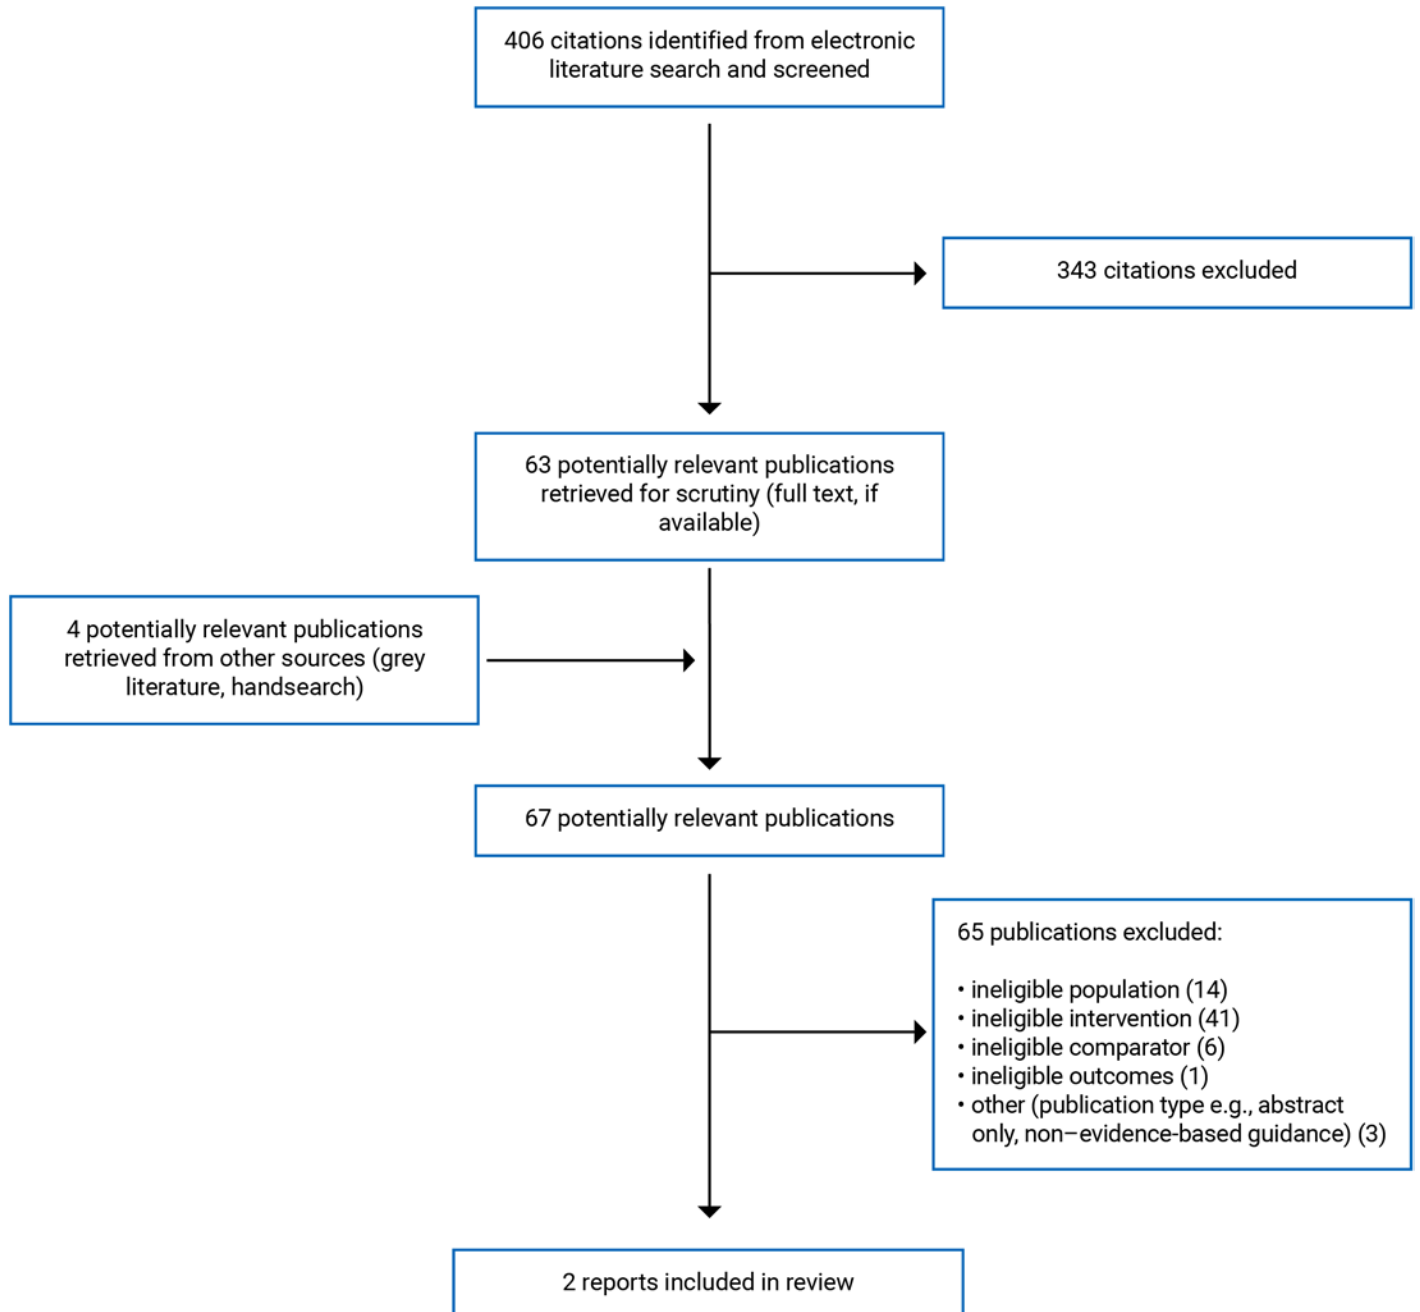 406 citations identified from electronic
literature search and screened
343 citations excluded
63 potentially relevant publications
retrieved for scrutiny (full text, if
available)
4 potentially relevant publications
retrieved from other sources (grey
literature, handsearch)
67 potentially relevant publications
65 publications excluded:
• ineligible population (14)
• ineligible intervention (41)
• ineligible comparator (6)
• ineligible outcomes (1)
• other (publication type e.g., abstract
only, non–evidence-based guidance) (3)
2 reports included in review